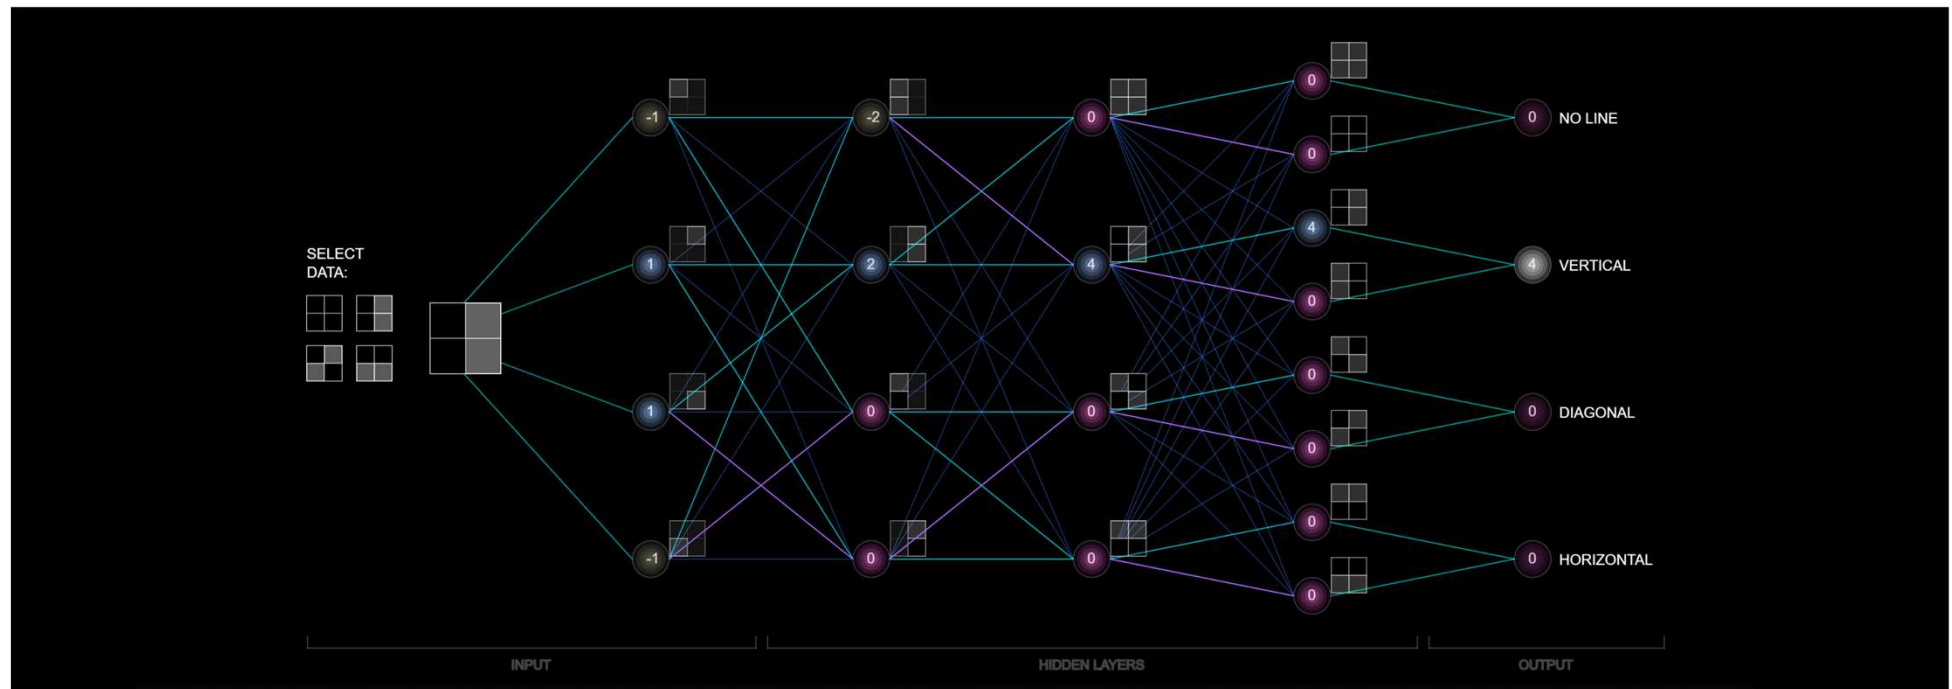 SELECT
DATA:
-1
1
1
-1
-2
2
0
0
0
4
0
0
0
0
4
0
0
0
0
0
0 NO LINE
4 VERTICAL
0 DIAGONAL
0 HORIZONTAL
INPUT
HIDDEN LAYERS
OUTPUT